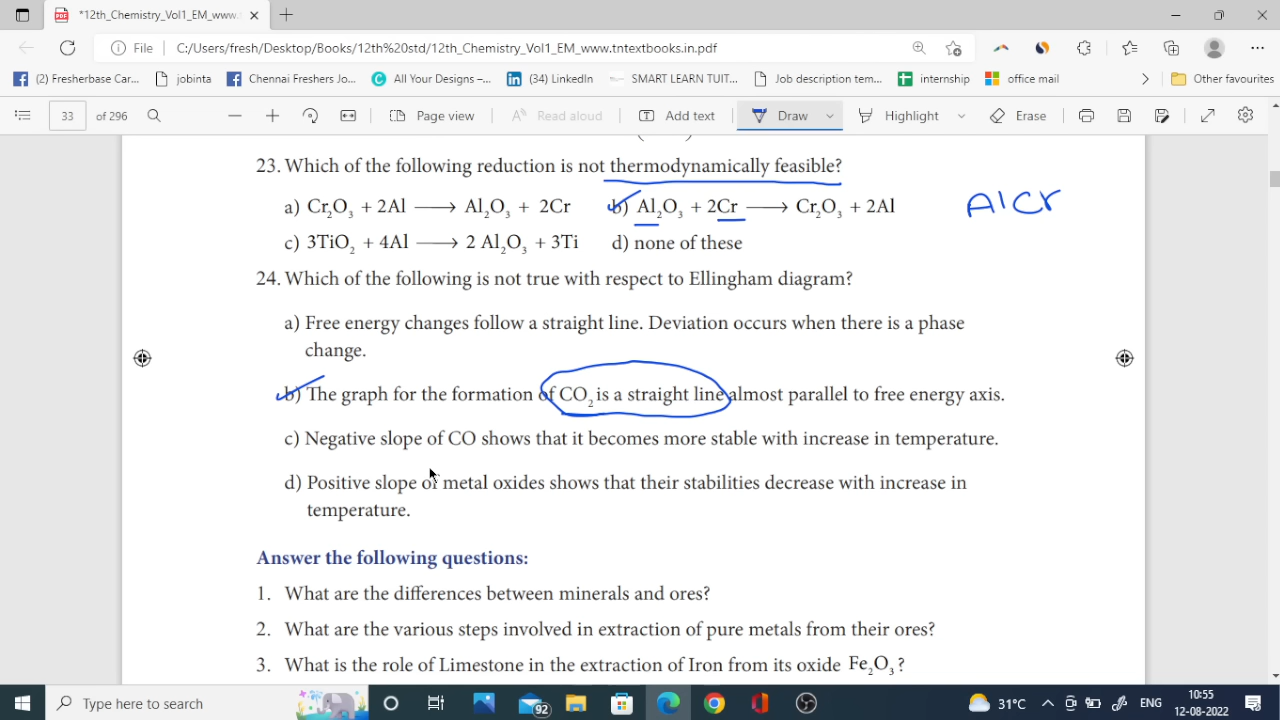 *12th_Chemistry_Vol1_EM_www.
File C:/Users/fresh/Desktop/Books/12th%20std/12th_Chemistry_Vol1_EM_www.tntextbooks.in.pdf
(2) Fresherbase Car... jobinta Chennai Freshers Jo... All Your Designs –... (34) LinkedIn SMART LEARN TUIT... Job description tem... internship office mail Other favourites
33 of 296 Page view Read aloud Add text Draw Highlight Erase
23. Which of the following reduction is not thermodynamically feasible?
a) Cr₂O₃ + 2Al ⟶ Al₂O₃ + 2Cr b) Al₂O₃ + 2Cr ⟶ Cr₂O₃ + 2Al AlCr
c) 3TiO₂ + 4Al ⟶ 2 Al₂O₃ + 3Ti d) none of these
24. Which of the following is not true with respect to Ellingham diagram?
a) Free energy changes follow a straight line. Deviation occurs when there is a phase
change.
b) The graph for the formation of CO₂ is a straight line almost parallel to free energy axis.
c) Negative slope of CO shows that it becomes more stable with increase in temperature.
d) Positive slope of metal oxides shows that their stabilities decrease with increase in
temperature.
Answer the following questions:
1. What are the differences between minerals and ores?
2. What are the various steps involved in extraction of pure metals from their ores?
3. What is the role of Limestone in the extraction of Iron from its oxide Fe₂O₃ ?
Type here to search 92 31°C ENG 10:55
12-08-2022